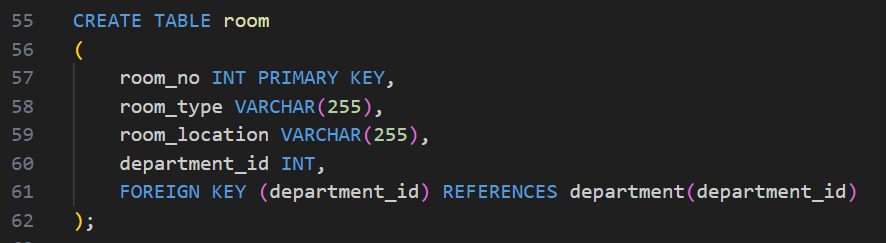 55 CREATE TABLE room
56 (
57 room_no INT PRIMARY KEY,
58 room_type VARCHAR(255),
59 room_location VARCHAR(255),
60 department_id INT,
61 FOREIGN KEY (department_id) REFERENCES department(department_id)
62 );